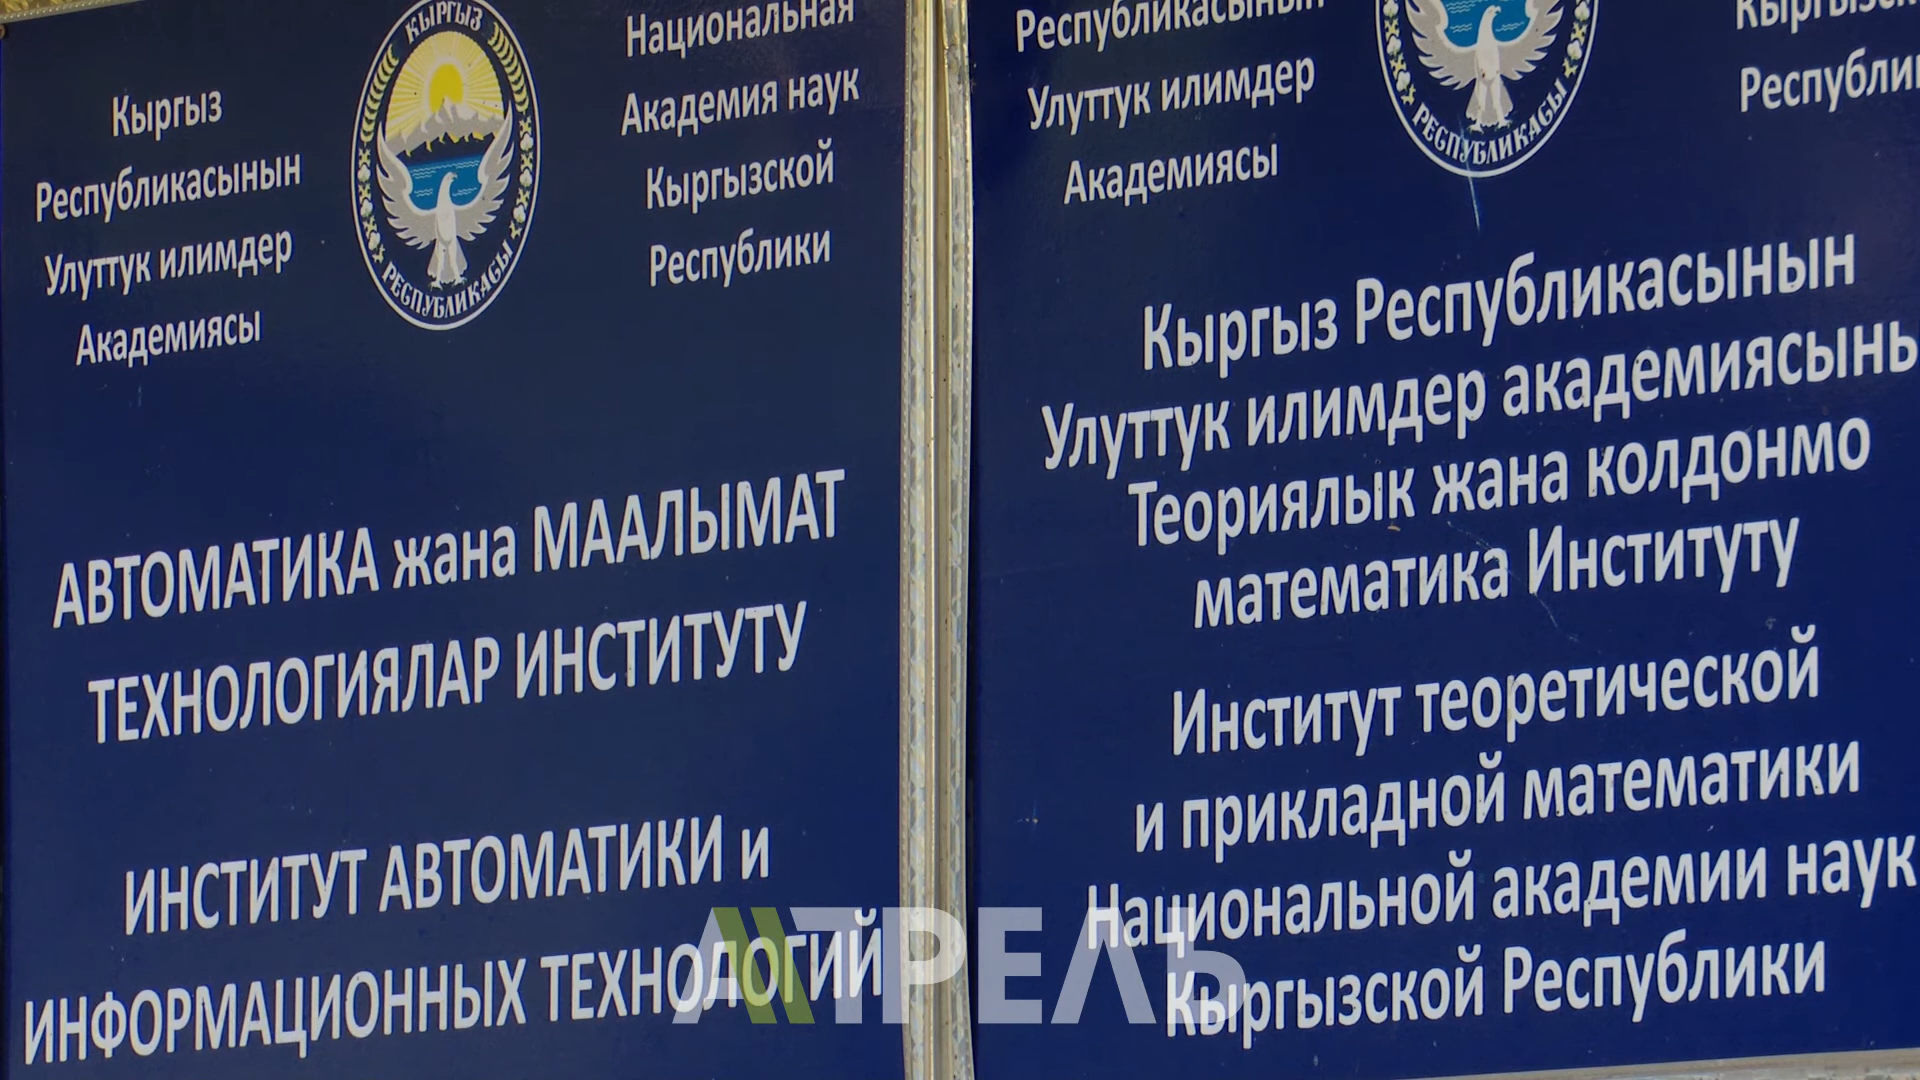 Кыргыз
Республикасынын
Улуттук илимдер
Академиясы
КЫРГЫЗ
РЕСПУБЛИКАСЫ
Национальная
Академия наук
Кыргызской
Республики
АВТОМАТИКА жана МААЛЫМАТ
ТЕХНОЛОГИЯЛАР ИНСТИТУТУ
ИНСТИТУТ АВТОМАТИКИ и
ИНФОРМАЦИОННЫХ ТЕХНОЛОГИЙ
Республикасынын
Улуттук илимдер
Академиясы
РЕСПУБЛИКАСЫ
Кыргыз Республикасынын
Улуттук илимдер академиясыны
Теориялык жана колдонмо
математика Институту
Институт теоретической
и прикладной математики
Национальной академии наук
Кыргызской Республики
АПРЕЛЬ